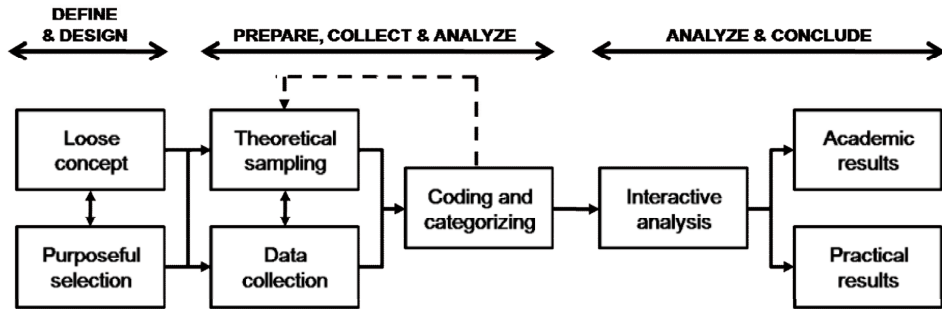 DEFINE
& DESIGN
PREPARE, COLLECT & ANALYZE
ANALYZE & CONCLUDE
Loose
concept
Purposeful
selection
Theoretical
sampling
Data
collection
Coding and
categorizing
Interactive
analysis
Academic
results
Practical
results